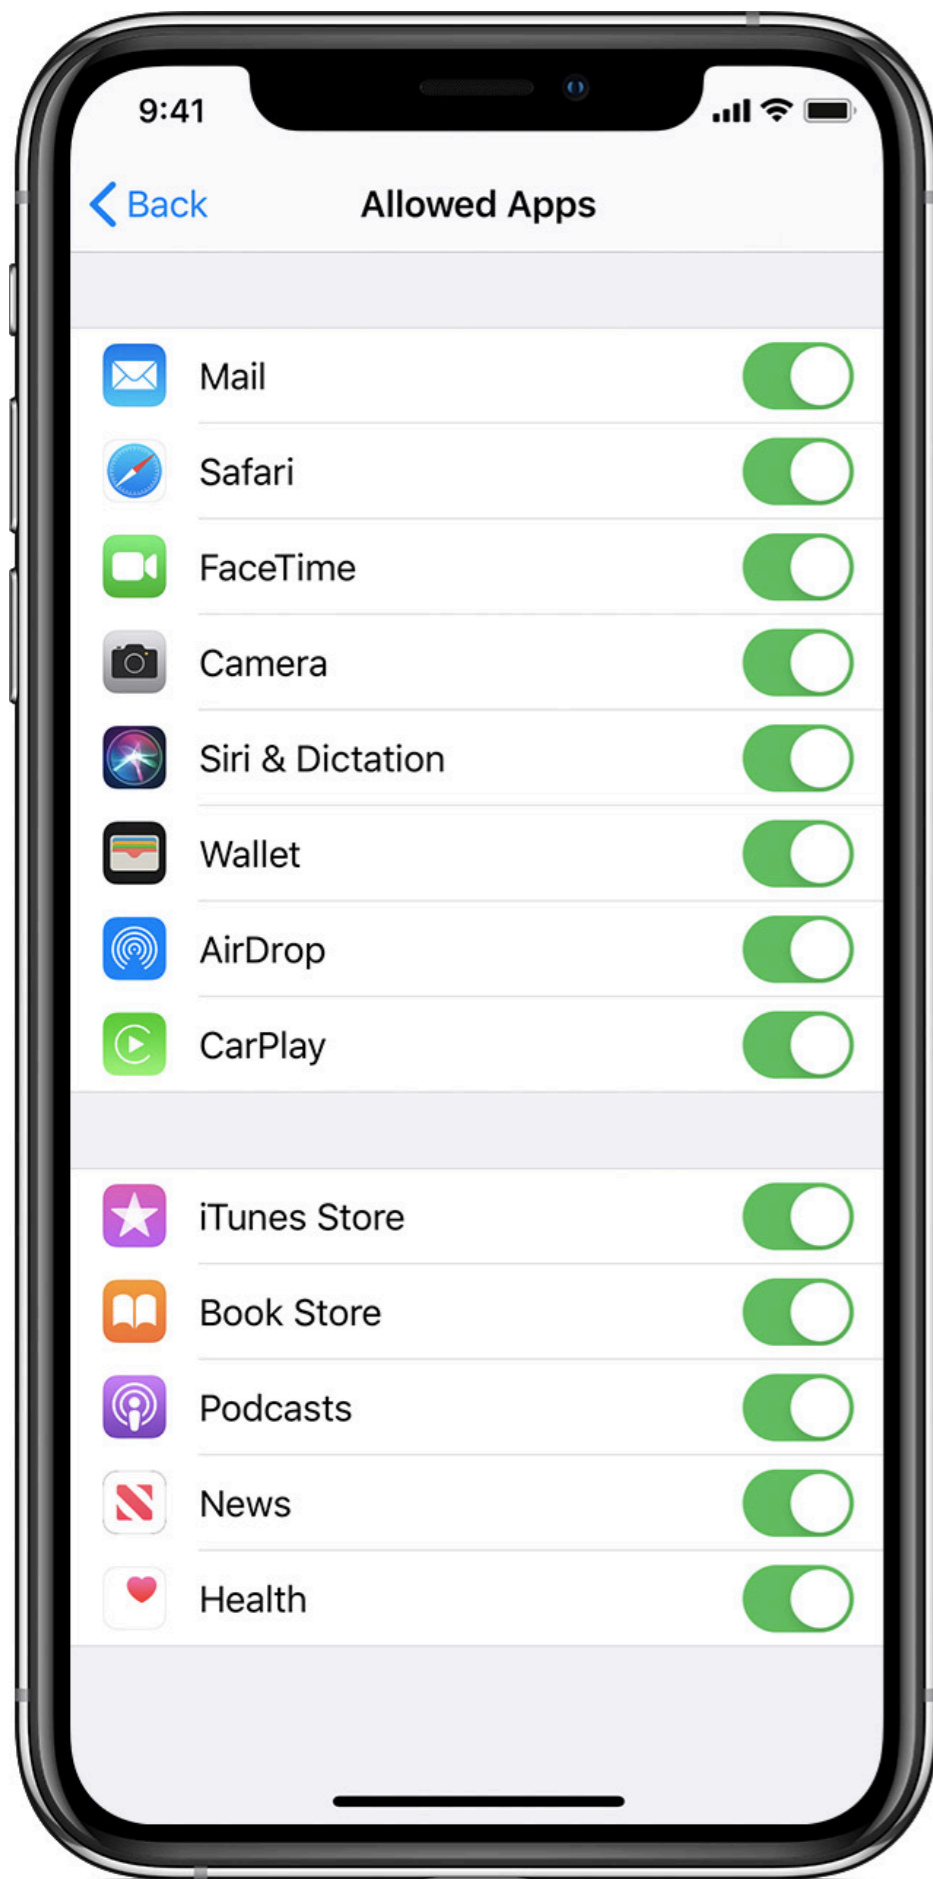 9:41
Back
Allowed Apps
Mail
Safari
FaceTime
Camera
Siri & Dictation
Wallet
AirDrop
CarPlay
iTunes Store
Book Store
Podcasts
News
Health